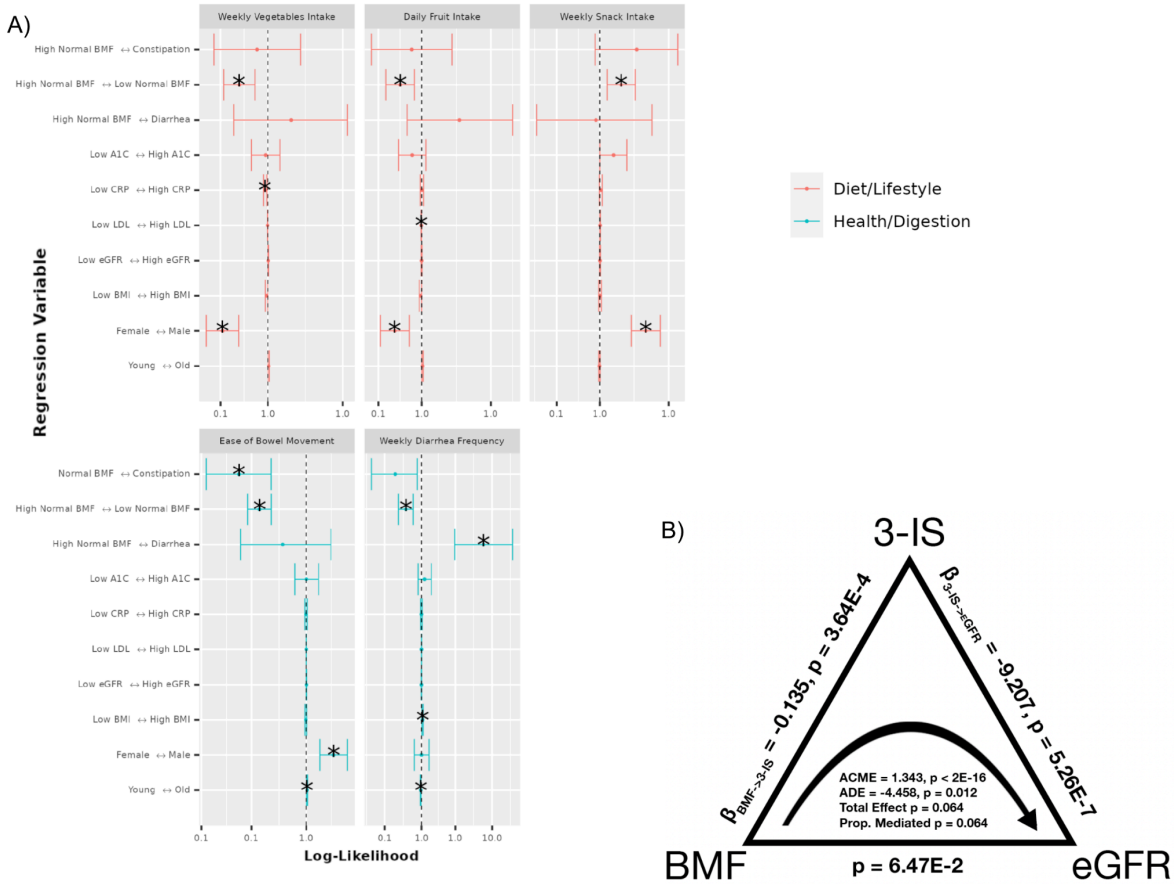 A)
Weekly Vegetables Intake
Daily Fruit Intake
Weekly Snack Intake
High Normal BMF ↔ Constipation
High Normal BMF ↔ Low Normal BMF
High Normal BMF ↔ Diarrhea
Low A1C ↔ High A1C
Low CRP ↔ High CRP
Low LDL ↔ High LDL
Low eGFR ↔ High eGFR
Low BMI ↔ High BMI
Female ↔ Male
Young ↔ Old
* * *
*
*
* * *
0.1 1.0 1.0
0.1 1.0 1.0
0.1 1.0 10.0
Regression Variable
Diet/Lifestyle
Health/Digestion
Ease of Bowel Movement
Weekly Diarrhea Frequency
Normal BMF ↔ Constipation
High Normal BMF ↔ Low Normal BMF
High Normal BMF ↔ Diarrhea
Low A1C ↔ High A1C
Low CRP ↔ High CRP
Low LDL ↔ High LDL
Low eGFR ↔ High eGFR
Low BMI ↔ High BMI
Female ↔ Male
Young ↔ Old
*
* *
*
*
*
* *
0.1 0.1 1.0
0.1 1.0 1.0 10.0
Log-Likelihood
B)
3-IS
β BMF->3-IS = -0.135, p = 3.64E-4
β 3-IS->eGFR = -9.207, p = 5.26E-7
ACME = 1.343, p < 2E-16
ADE = -4.458, p = 0.012
Total Effect p = 0.064
Prop. Mediated p = 0.064
BMF
eGFR
p = 6.47E-2